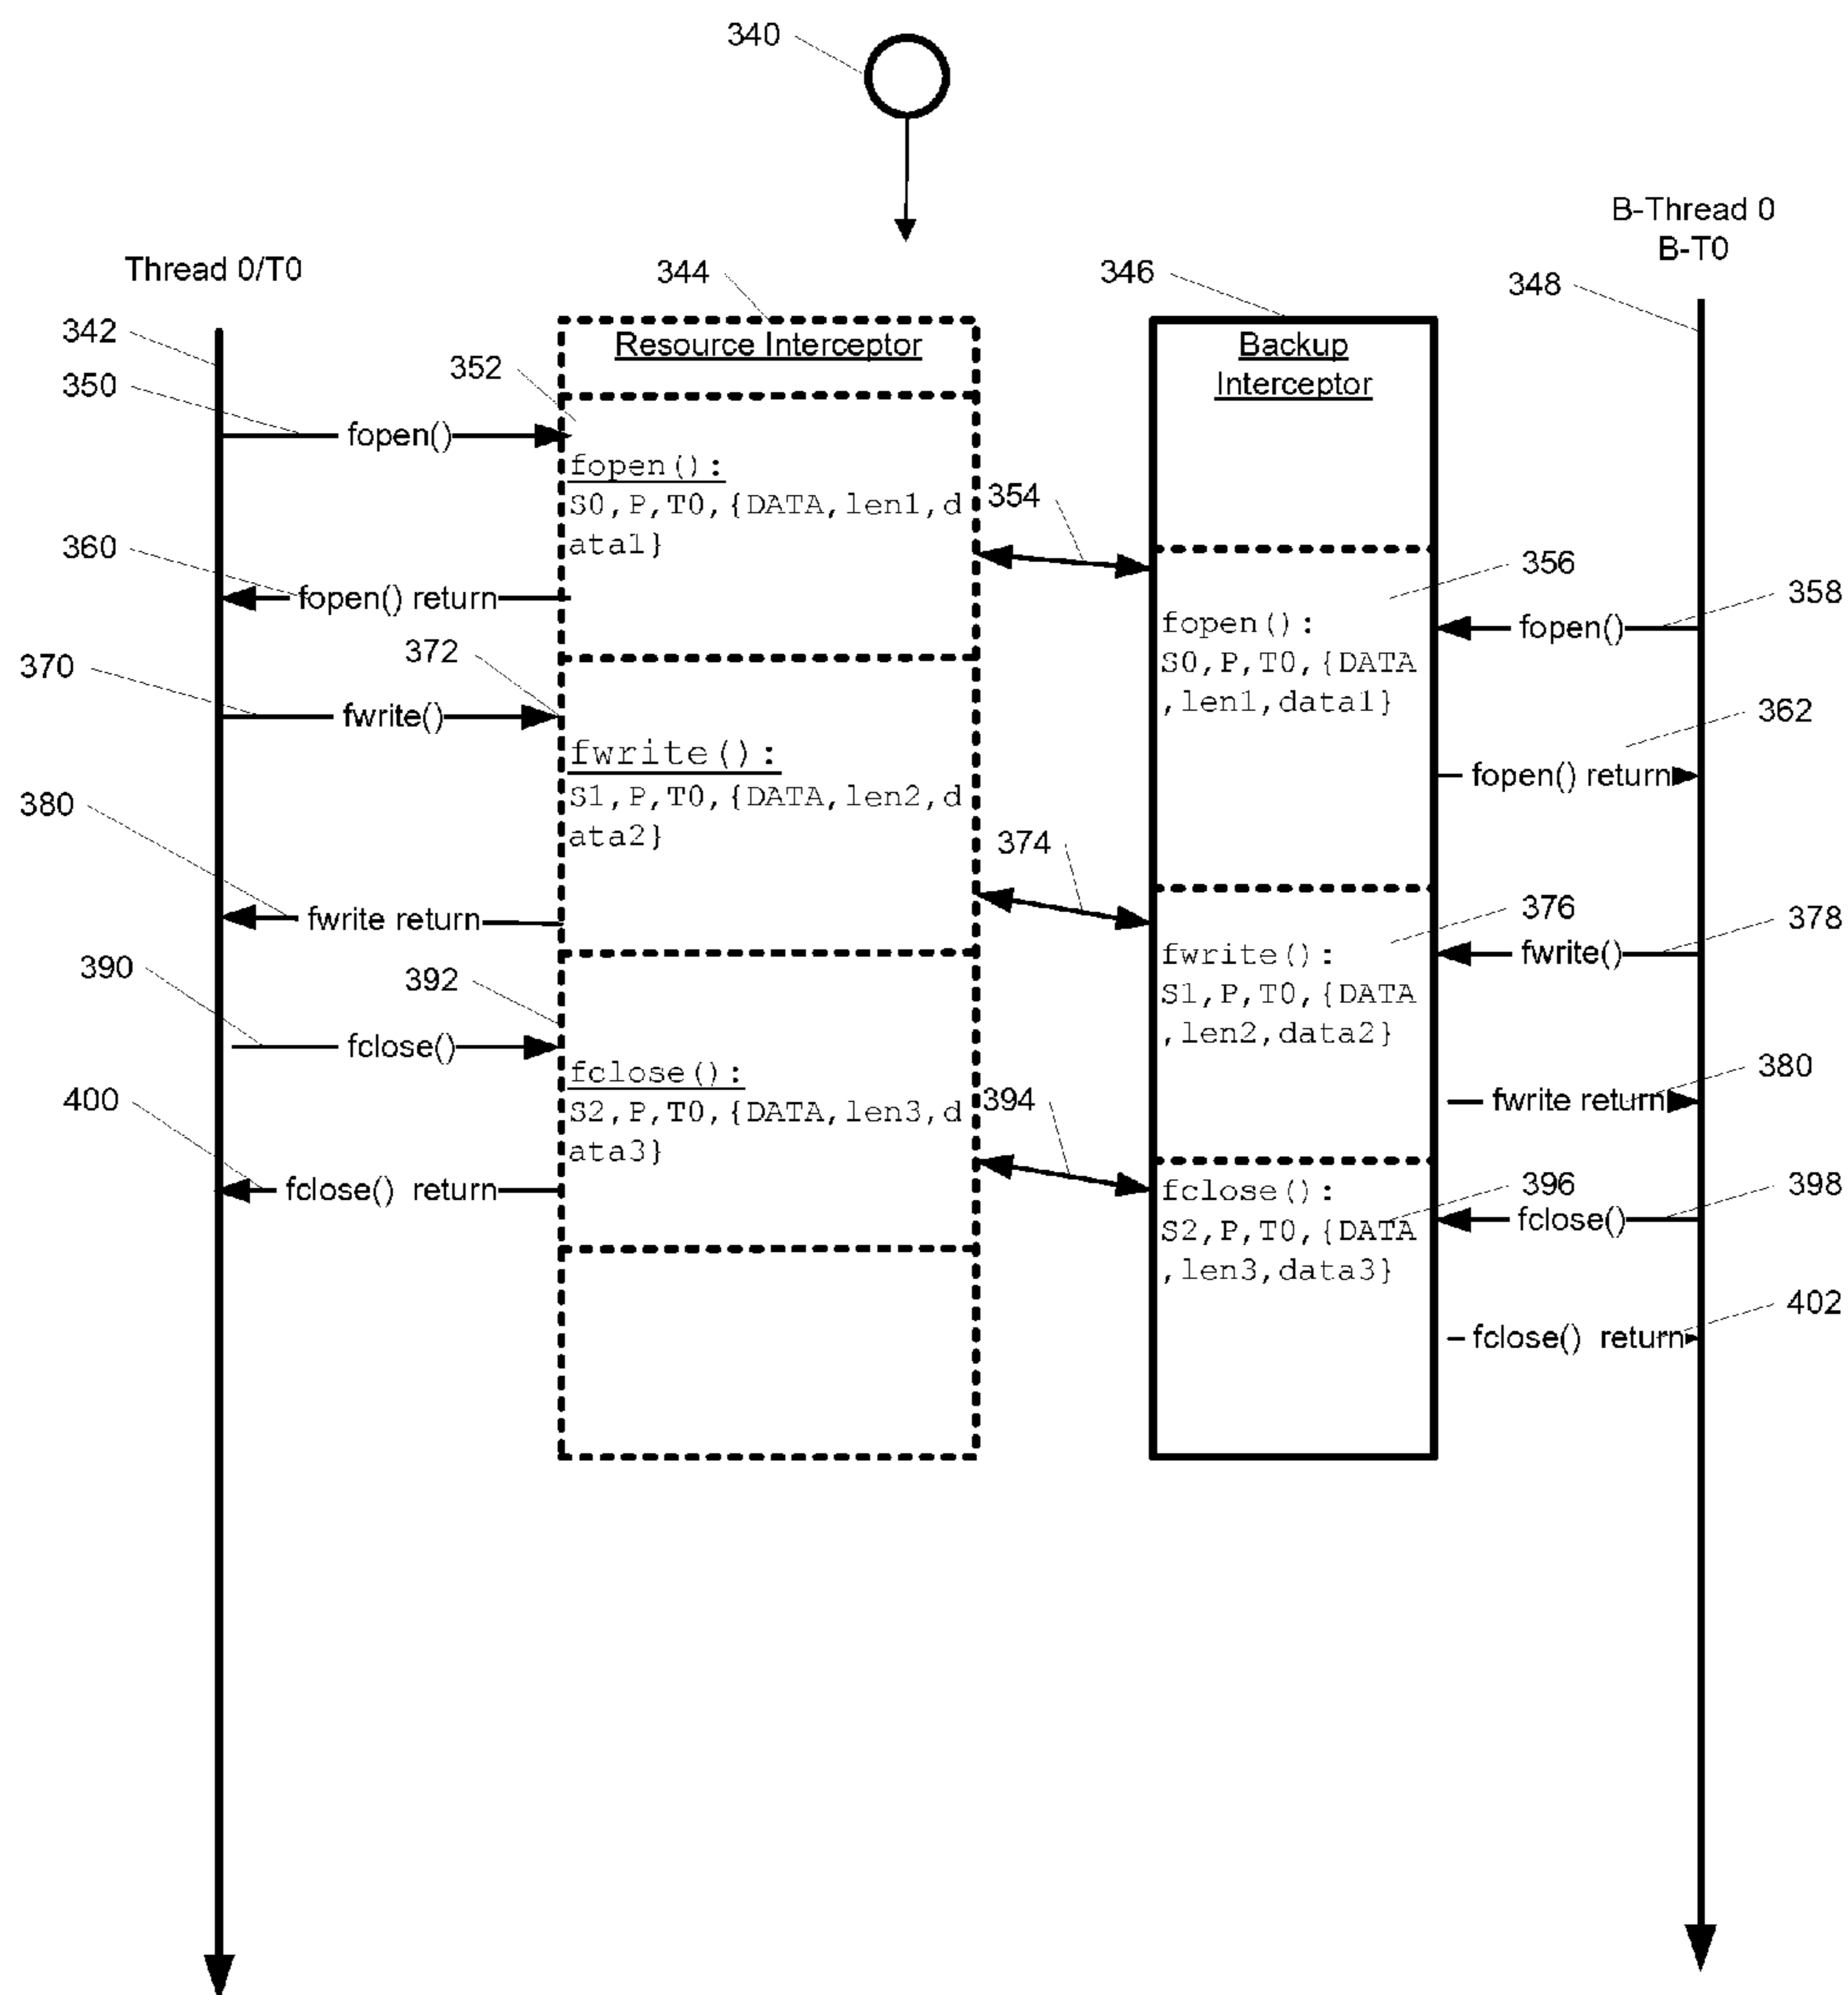 340
B-Thread 0
B-T0
Thread 0/T0
344
346
348
342
Resource Interceptor
Backup
Interceptor
352
350
fopen()
fopen():
S0,P,T0,{DATA,len1,d
ata1}
354
360
fopen() return
356
358
fopen():
S0,P,T0,{DATA
,len1,data1}
fopen()
372
370
fwrite()
362
fopen() return
fwrite():
S1,P,T0,{DATA,len2,d
ata2}
380
374
fwrite return
376
378
fwrite():
S1,P,T0,{DATA
,len2,data2}
fwrite()
390
392
fclose()
380
fwrite return
fclose():
S2,P,T0,{DATA,len3,d
ata3}
400
394
fclose() return
396
398
fclose():
S2,P,T0,{DATA
,len3,data3}
fclose()
402
fclose() return